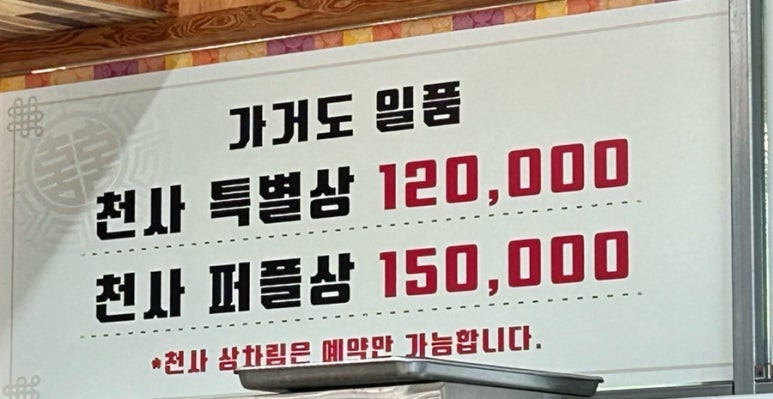 가거도 일품
천사 특별상 120,000
천사 퍼플상 150,000
*천사 상차림은 예약만 가능합니다.